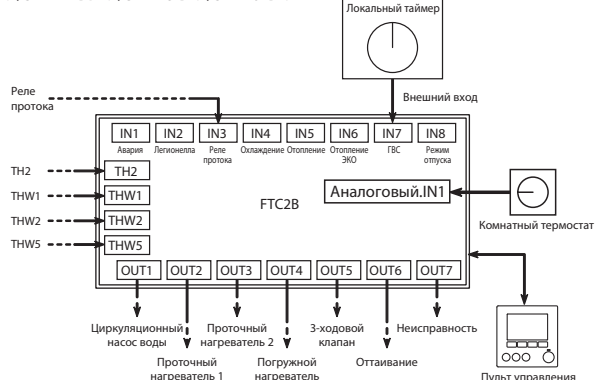 Локальный таймер
Реле
протока
Внешний вход
IN1 IN2 IN3 IN4 IN5 IN6 IN7 IN8
Авария Легионелла Реле протока Охлаждение Отопление Отопление ЭКО ГВС Режим отпуска
TH2 TH2
THW1 THW1
THW2 THW2
THW5 THW5
FTC2B
Аналоговый.IN1
Комнатный термостат
OUT1 OUT2 OUT3 OUT4 OUT5 OUT6 OUT7
Циркуляционный
насос воды
Проточный
нагреватель 2
3-ходовой
клапан
Неисправность
Проточный
нагреватель 1
Погружной
нагреватель
Оттаивание
Пульт управления